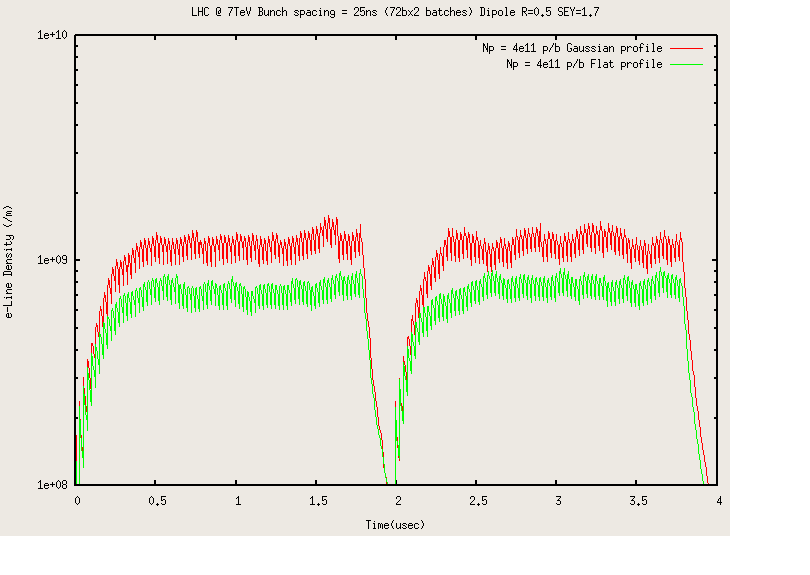 LHC @ 7TeV Bunch spacing = 25ns (72bx2 batches) Dipole R=0.5 SEY=1.7
Np = 4e11 p/b Gaussian profile
Np = 4e11 p/b Flat profile
1e+10
1e+09
1e+08
e-Line Density (/m)
0 0.5 1 1.5 2 2.5 3 3.5 4
Time(usec)